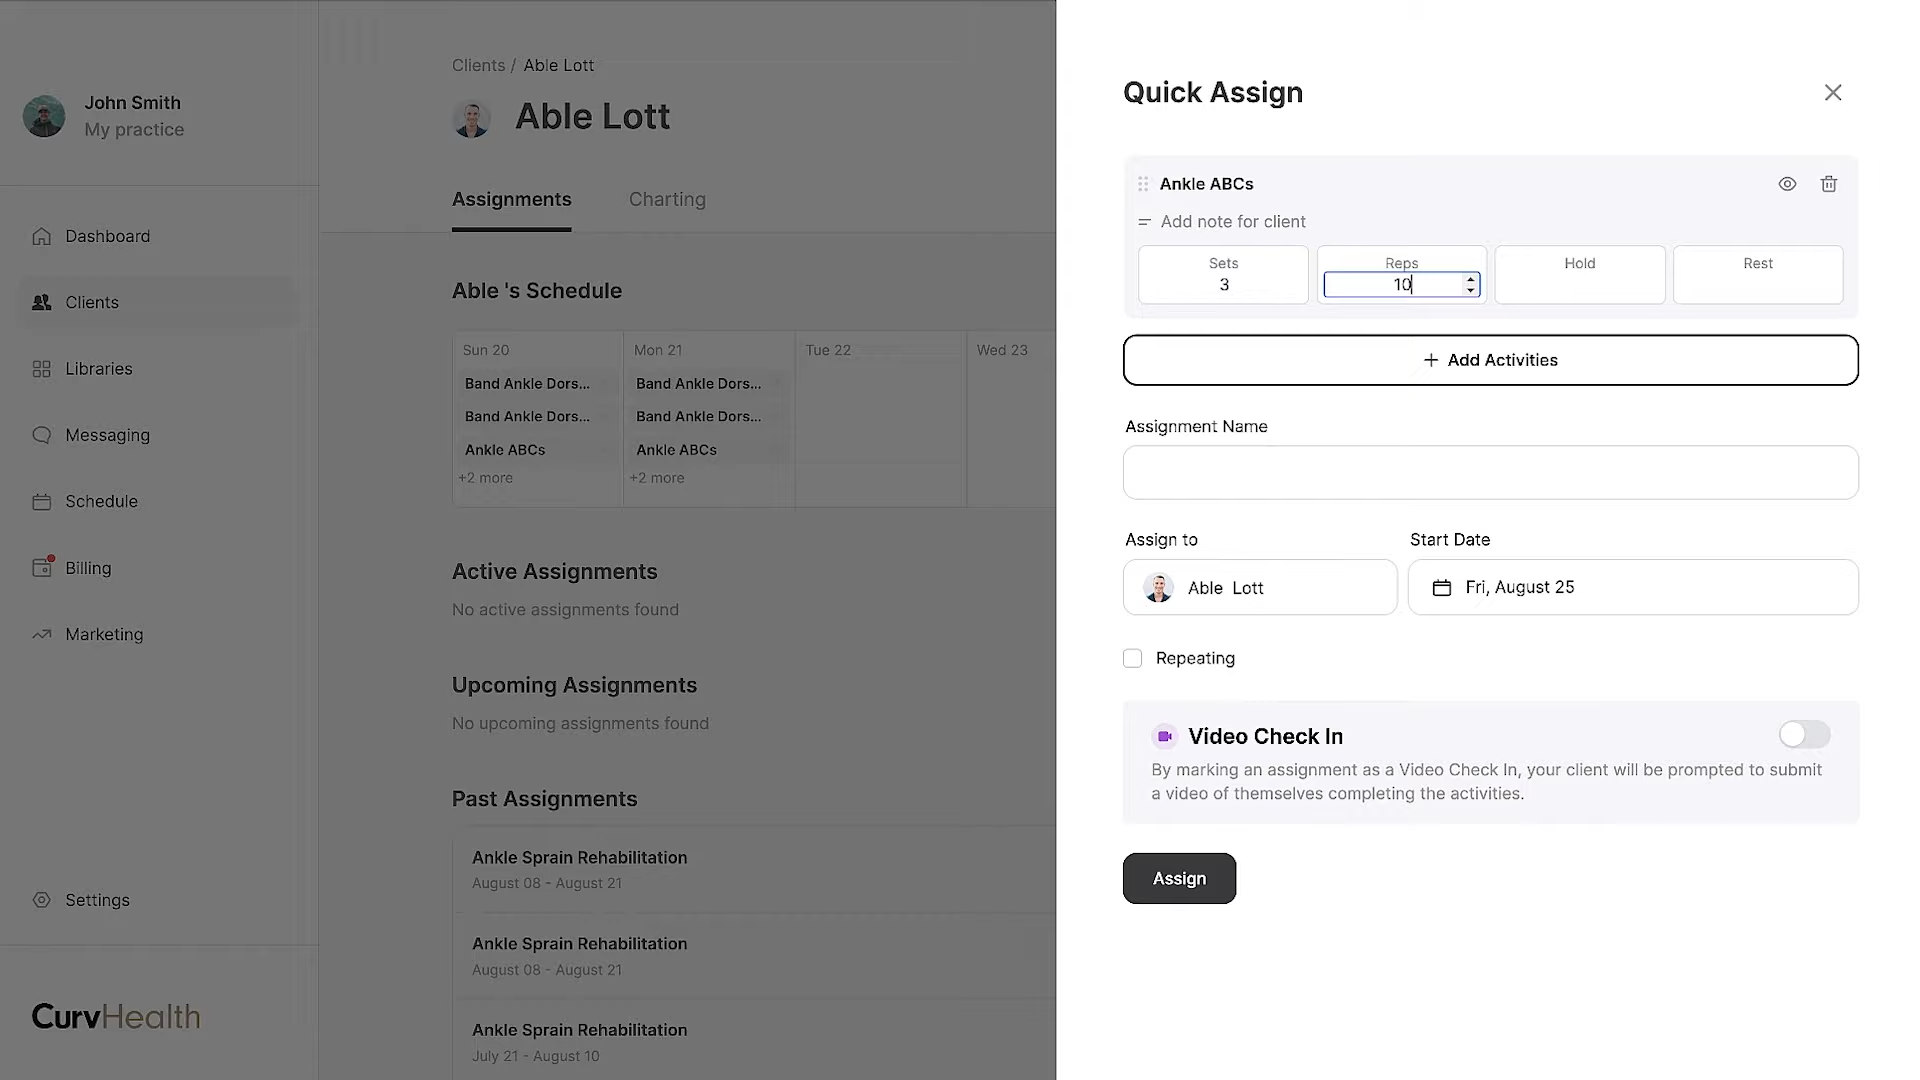 John Smith
My practice
Dashboard
Clients
Libraries
Messaging
Schedule
Billing
Marketing
Settings
CurvHealth
Clients / Able Lott
Able Lott
Assignments Charting
Able 's Schedule
Sun 20 Mon 21 Tue 22 Wed 23
Band Ankle Dors... Band Ankle Dors...
Band Ankle Dors... Band Ankle Dors...
Ankle ABCs Ankle ABCs
+2 more +2 more
Active Assignments
No active assignments found
Upcoming Assignments
No upcoming assignments found
Past Assignments
Ankle Sprain Rehabilitation
August 08 - August 21
Ankle Sprain Rehabilitation
August 08 - August 21
Ankle Sprain Rehabilitation
July 21 - August 10
Quick Assign
Ankle ABCs
Add note for client
Sets Reps Hold Rest
3 10
+ Add Activities
Assignment Name
Assign to Start Date
Able Lott Fri, August 25
Repeating
Video Check In
By marking an assignment as a Video Check In, your client will be prompted to submit
a video of themselves completing the activities.
Assign